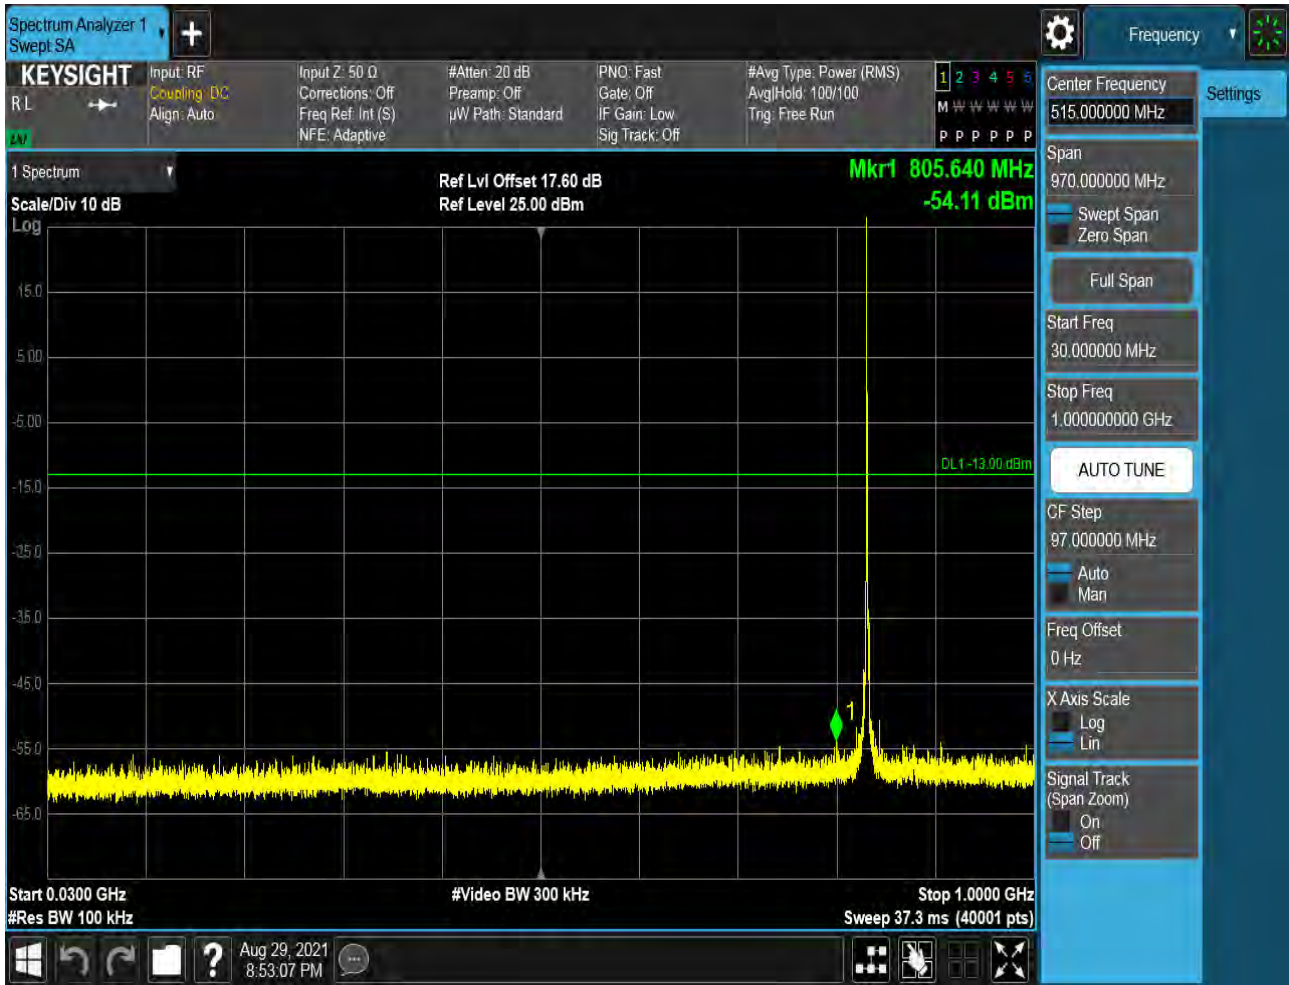 Spectrum Analyzer 1
Swept SA
Frequency
KEYSIGHT
R L
Input: RF
Coupling: DC
Align: Auto
Input Z: 50 Ω
Corrections: Off
Freq Ref: Int (S)
NFE: Adaptive
#Atten: 20 dB
Preamp: Off
µW Path: Standard
PNO: Fast
Gate: Off
IF Gain: Low
Sig Track: Off
#Avg Type: Power (RMS)
Avg|Hold: 100/100
Trig: Free Run
1 2 3 4 5 6
M W W W W W
P P P P P P
1 Spectrum
Scale/Div 10 dB
Log
Ref Lvl Offset 17.60 dB
Ref Level 25.00 dBm
Mkr1 805.640 MHz
-54.11 dBm
15.0
5.00
-5.00
-15.0
-25.0
-35.0
-45.0
-55.0
-65.0
DL1 -13.00 dBm
1
Start 0.0300 GHz
#Res BW 100 kHz
#Video BW 300 kHz
Stop 1.0000 GHz
Sweep 37.3 ms (40001 pts)
Center Frequency
515.000000 MHz
Settings
Span
970.000000 MHz
Swept Span
Zero Span
Full Span
Start Freq
30.000000 MHz
Stop Freq
1.000000000 GHz
AUTO TUNE
CF Step
97.000000 MHz
Auto
Man
Freq Offset
0 Hz
X Axis Scale
Log
Lin
Signal Track
(Span Zoom)
On
Off
?
Aug 29, 2021
8:53:07 PM